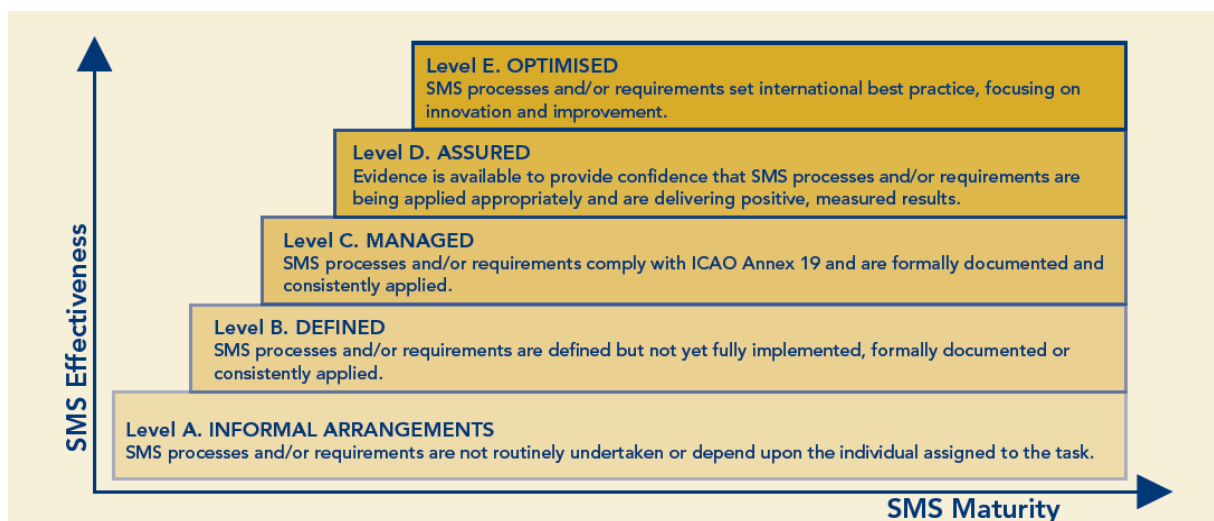 Level E. OPTIMISED
SMS processes and/or requirements set international best practice, focusing on
innovation and improvement.
Level D. ASSURED
Evidence is available to provide confidence that SMS processes and/or requirements are
being applied appropriately and are delivering positive, measured results.
Level C. MANAGED
SMS processes and/or requirements comply with ICAO Annex 19 and are formally documented and
consistently applied.
Level B. DEFINED
SMS processes and/or requirements are defined but not yet fully implemented, formally documented or
consistently applied.
Level A. INFORMAL ARRANGEMENTS
SMS processes and/or requirements are not routinely undertaken or depend upon the individual assigned to the task.
SMS Effectiveness
SMS Maturity